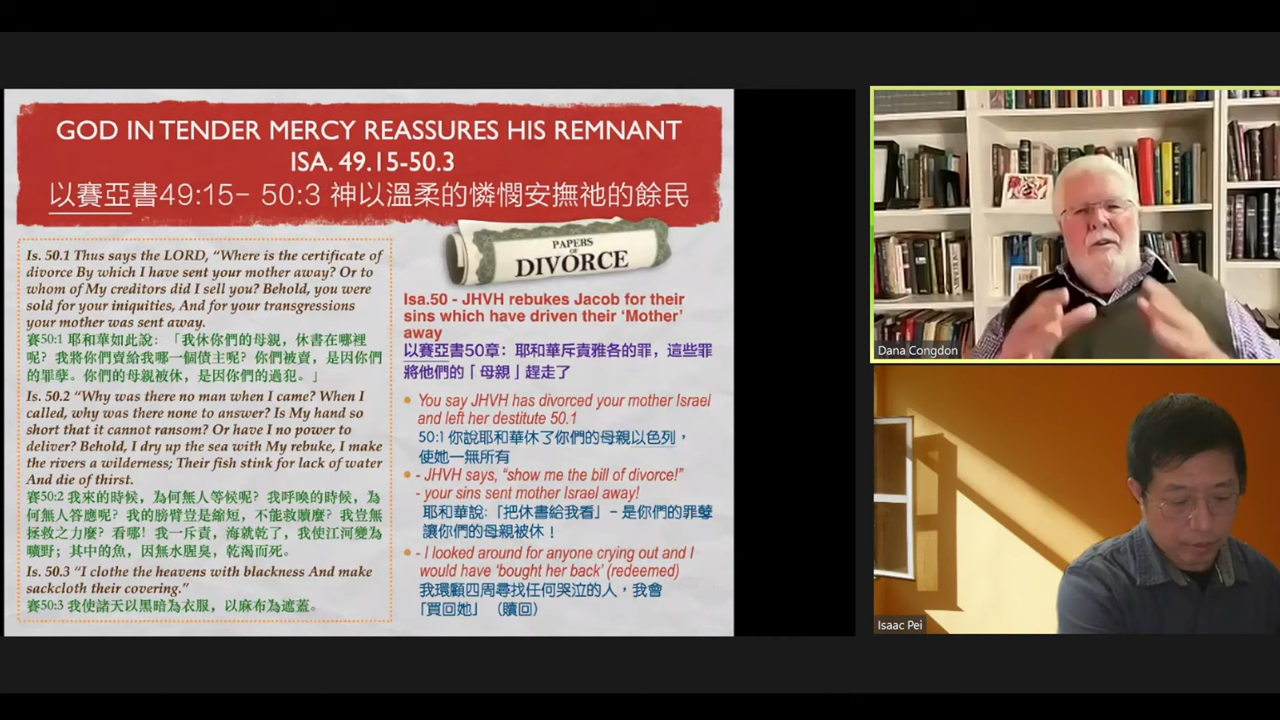 GOD IN TENDER MERCY REASSURES HIS REMNANT
ISA. 49.15-50.3
以賽亞書49:15- 50:3 神以溫柔的憐憫安撫祂的餘民
Is. 50.1 Thus says the LORD, “Where is the certificate of
divorce By which I have sent your mother away? Or to
whom of My creditors did I sell you? Behold, you were
sold for your iniquities, And for your transgressions
your mother was sent away.
賽50:1 耶和華如此說：「我休你們的母親，休書在哪裡
呢？我將你們賣給我哪一個債主呢？你們被賣，是因你們
的罪孽。你們的母親被休，是因你們的過犯。」
Is. 50.2 “Why was there no man when I came? When I
called, why was there none to answer? Is My hand so
short that it cannot ransom? Or have I no power to
deliver? Behold, I dry up the sea with My rebuke, I make
the rivers a wilderness; Their fish stink for lack of water
And die of thirst.
賽50:2 我來的時候，為何無人等候呢？我呼喚的時候，為
何無人答應呢？我的膀臂豈是縮短，不能救贖麼？我豈無
拯救之力麼？看哪！我一斥責，海就乾了，我使江河變為
曠野；其中的魚，因無水腥臭，乾渴而死。
Is. 50.3 “I clothe the heavens with blackness And make
sackcloth their covering.”
賽50:3 我使諸天以黑暗為衣服，以麻布為遮蓋。
PAPERS
OF
DIVORCE
Isa.50 - JHVH rebukes Jacob for their
sins which have driven their ‘Mother’
away
以賽亞書50章：耶和華斥責雅各的罪，這些罪
將他們的「母親」趕走了
• You say JHVH has divorced your mother Israel
and left her destitute 50.1
50:1 你說耶和華休了你們的母親以色列，
使她一無所有
• - JHVH says, “show me the bill of divorce!”
- your sins sent mother Israel away!
耶和華說：「把休書給我看」- 是你們的罪孽
讓你們的母親被休！
• - I looked around for anyone crying out and I
would have ‘bought her back’ (redeemed)
我環顧四周尋找任何哭泣的人，我會
「買回她」（贖回）
Dana Congdon
Isaac Pei